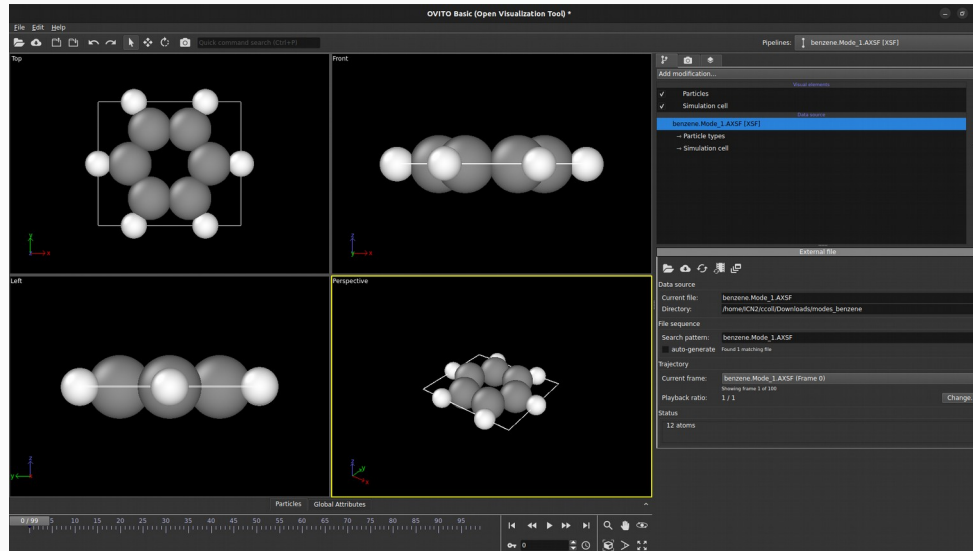 OVITO Basic (Open Visualization Tool) *
File Edit Help
Quick command search (Ctrl+F)
Pipelines: benzene.Mode_1.AXSF [XSF]
Top
Front
Add modification...
Visual elements
Particles
Simulation cell
Data source
benzene.Mode_1.AXSF [XSF]
→ Particle types
→ Simulation cell
y
x
z
y x
External file
Left
Perspective
Data source
Current file: benzene.Mode_1.AXSF
Directory: /home/ICN2/ccoll/Downloads/modes_benzene
File sequence
Search pattern: benzene.Mode_1.AXSF
auto-generate Found 1 matching file
Trajectory
Current frame: benzene.Mode_1.AXSF (Frame 0)
Showing frame 1 of 100
Playback ratio: 1 / 1 Change.
Status
12 atoms
z
y
z
y
x
Particles Global Attributes
0 / 99 5 10 15 20 25 30 35 40 45 50 55 60 65 70 75 80 85 90 95
0